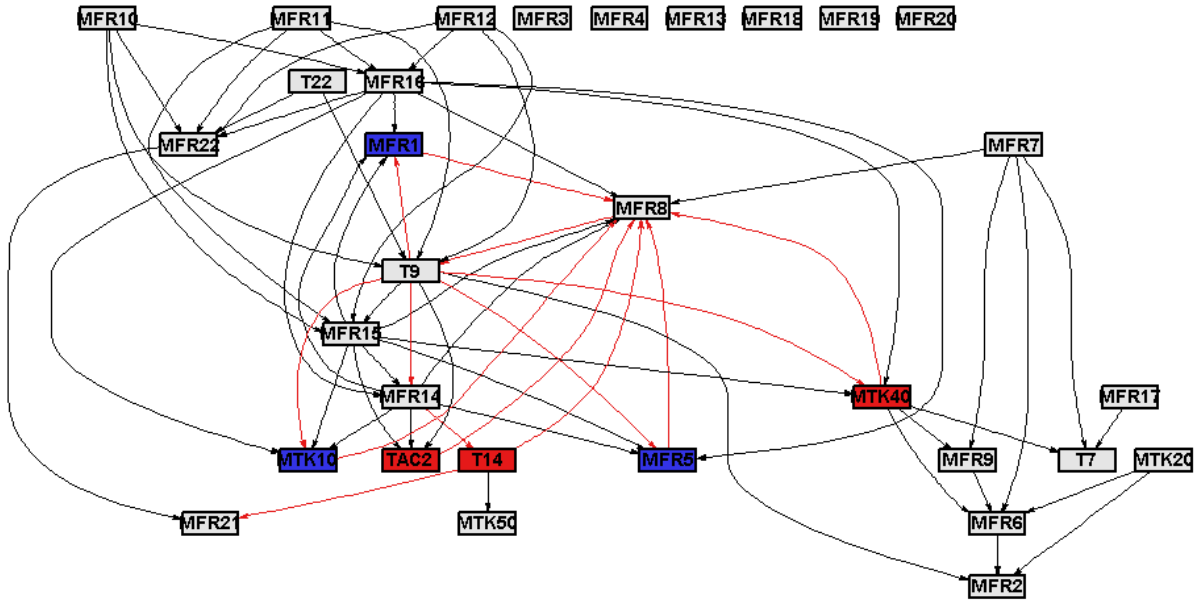 MFR10 MFR11 MFR12 MFR3 MFR4 MFR13 MFR18 MFR19 MFR20
T22 MFR16
MFR22 MFR1 MFR7
MFR8
T9
MFR15
MFR14 MTK40 MFR17
MTK10 TAC2 T14 MFR5 MFR9 T7 MTK20
MFR21 MTK50 MFR6
MFR2